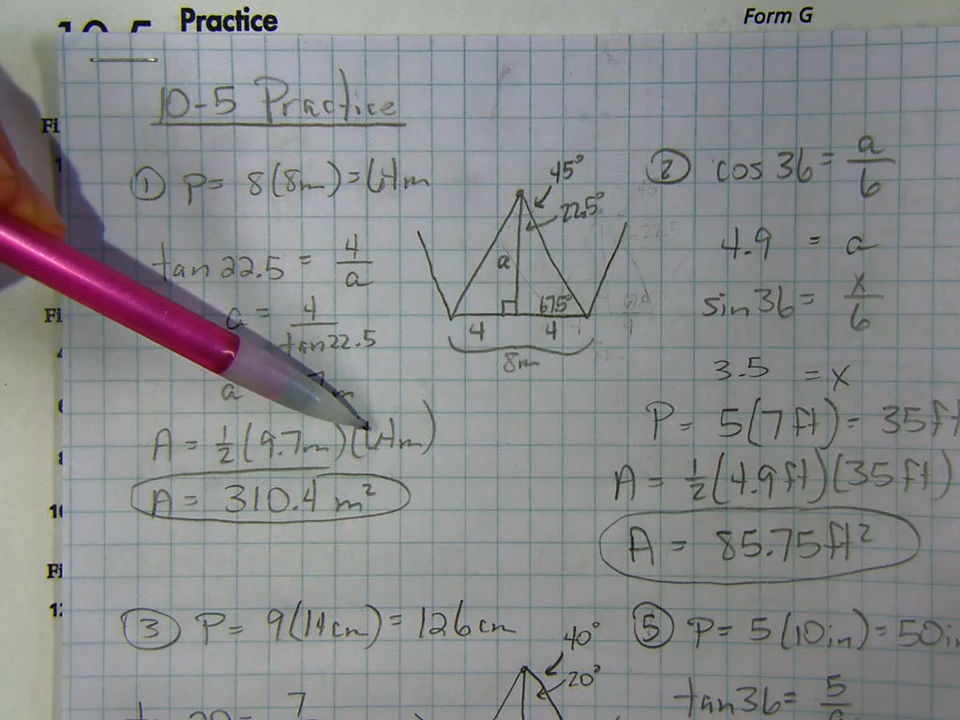 Practice
Form G
10-5 Practice
① P = 8(8m) = 64m
tan 22.5 = 4/a
a = 4/tan 22.5
a
A = ½(9.7m)(64m)
A = 310.4 m²
45°
22.5°
a
67.5°
4 4
8m
② cos 36 = a/6
4.9 = a
sin 36 = x/6
3.5 = x
P = 5(7ft) = 35ft
A = ½(4.9ft)(35ft)
A = 85.75ft²
③ P = 9(14cm) = 126cm
40°
20°
⑤ P = 5(10in) = 50in
tan 36 = 5/a